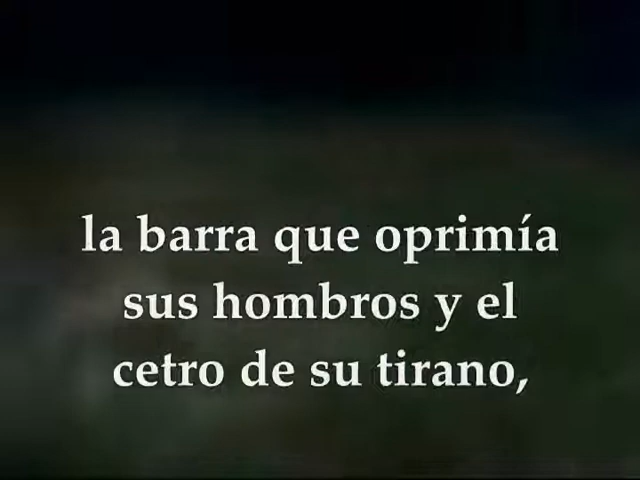 la barra que oprimía
sus hombros y el
cetro de su tirano,